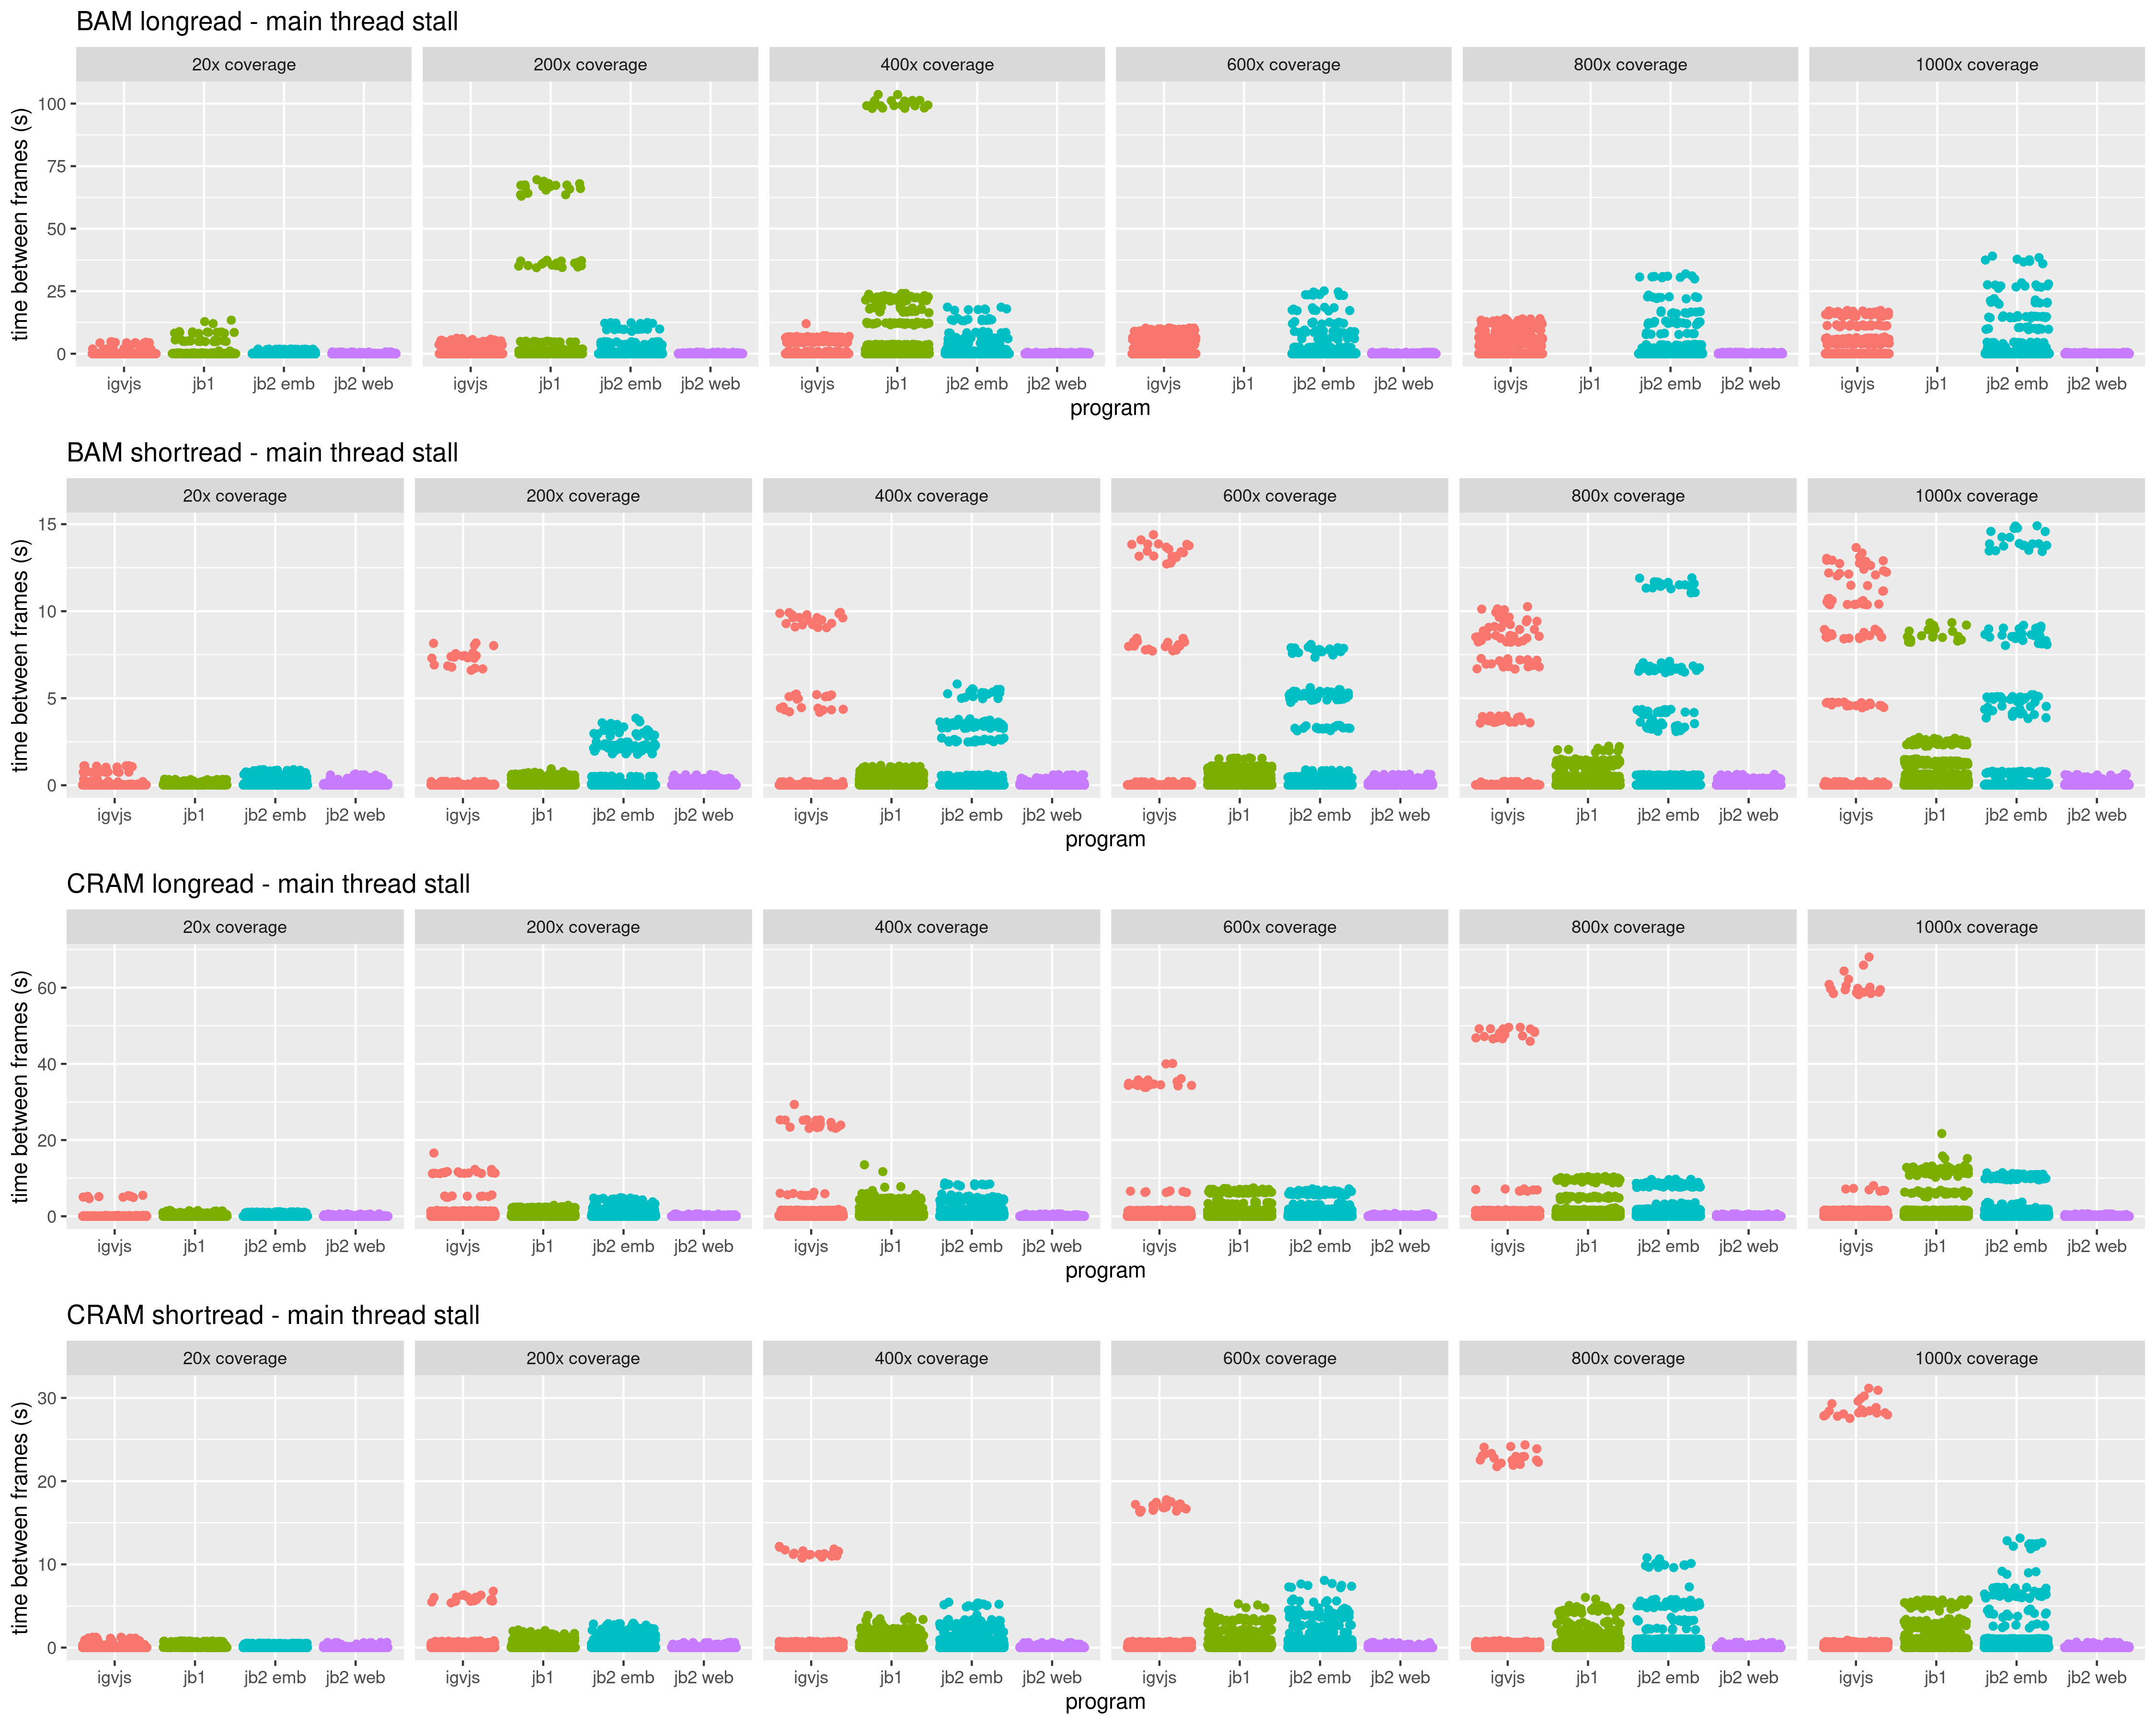 BAM longread - main thread stall
20x coverage 200x coverage 400x coverage 600x coverage 800x coverage 1000x coverage
100
75
50
25
0
time between frames (s)
igvjs jb1 jb2 emb jb2 web igvjs jb1 jb2 emb jb2 web igvjs jb1 jb2 emb jb2 web igvjs jb1 jb2 emb jb2 web igvjs jb1 jb2 emb jb2 web igvjs jb1 jb2 emb jb2 web
program
BAM shortread - main thread stall
20x coverage 200x coverage 400x coverage 600x coverage 800x coverage 1000x coverage
15
10
5
0
time between frames (s)
igvjs jb1 jb2 emb jb2 web igvjs jb1 jb2 emb jb2 web igvjs jb1 jb2 emb jb2 web igvjs jb1 jb2 emb jb2 web igvjs jb1 jb2 emb jb2 web igvjs jb1 jb2 emb jb2 web
program
CRAM longread - main thread stall
20x coverage 200x coverage 400x coverage 600x coverage 800x coverage 1000x coverage
60
40
20
0
time between frames (s)
igvjs jb1 jb2 emb jb2 web igvjs jb1 jb2 emb jb2 web igvjs jb1 jb2 emb jb2 web igvjs jb1 jb2 emb jb2 web igvjs jb1 jb2 emb jb2 web igvjs jb1 jb2 emb jb2 web
program
CRAM shortread - main thread stall
20x coverage 200x coverage 400x coverage 600x coverage 800x coverage 1000x coverage
30
20
10
0
time between frames (s)
igvjs jb1 jb2 emb jb2 web igvjs jb1 jb2 emb jb2 web igvjs jb1 jb2 emb jb2 web igvjs jb1 jb2 emb jb2 web igvjs jb1 jb2 emb jb2 web igvjs jb1 jb2 emb jb2 web
program